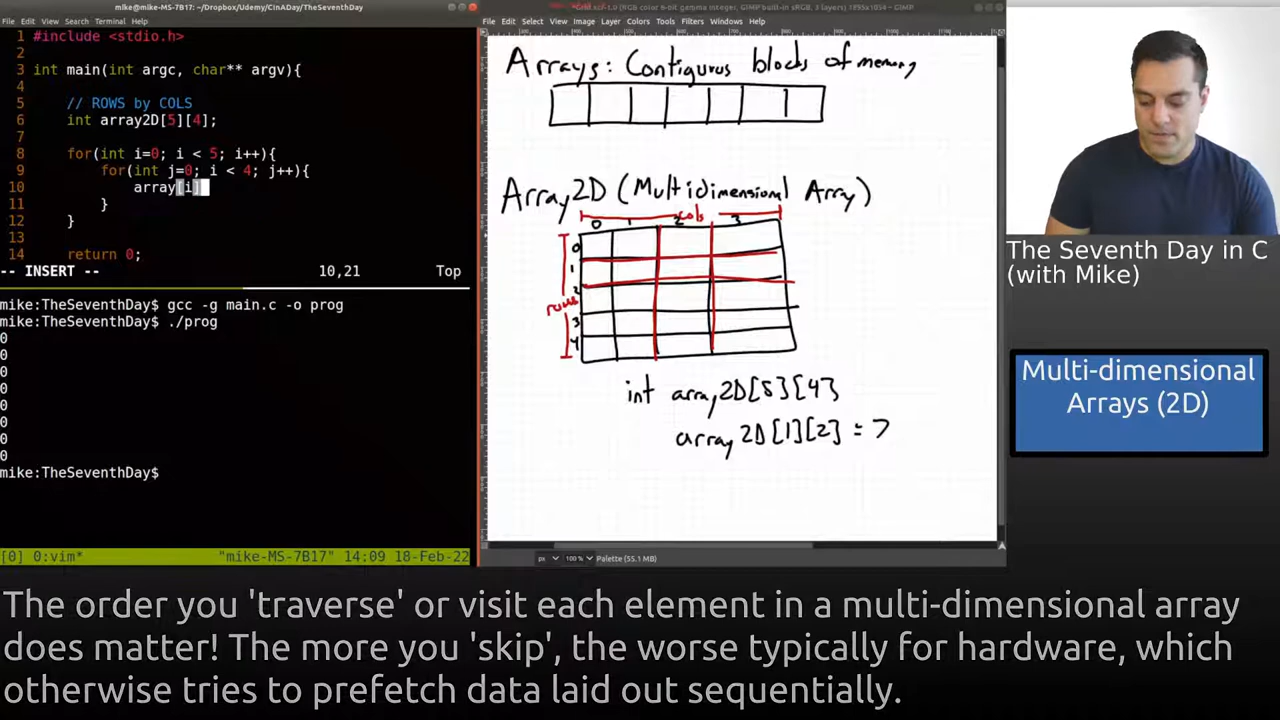 mike@mike-MS-7B17: ~/Dropbox/Udemy/CInADay/TheSeventhDay
File Edit View Search Terminal Help
1 #include <stdio.h>
2
3 int main(int argc, char** argv){
4
5 // ROWS by COLS
6 int array2D[5][4];
7
8 for(int i=0; i < 5; i++){
9 for(int j=0; i < 4; j++){
10 array[i]
11 }
12 }
13
14 return 0;
-- INSERT -- 10,21 Top
mike:TheSeventhDay$ gcc -g main.c -o prog
mike:TheSeventhDay$ ./prog
0
0
0
0
0
0
0
0
mike:TheSeventhDay$
[0] 0:vim* "mike-MS-7B17" 14:09 18-Feb-22
File Edit Select View Image Layer Colors Tools Filters Windows Help
Arrays: Contigurus blocks of memory
Array2D (Multidimensional Array)
cols
0 1 2 3
0
1
2
rows
3
4
int array2D[5][4]
array2D[1][2] = 7
px 100 % Palette (55.1 MB)
The Seventh Day in C
(with Mike)
Multi-dimensional
Arrays (2D)
The order you 'traverse' or visit each element in a multi-dimensional array
does matter! The more you 'skip', the worse typically for hardware, which
otherwise tries to prefetch data laid out sequentially.